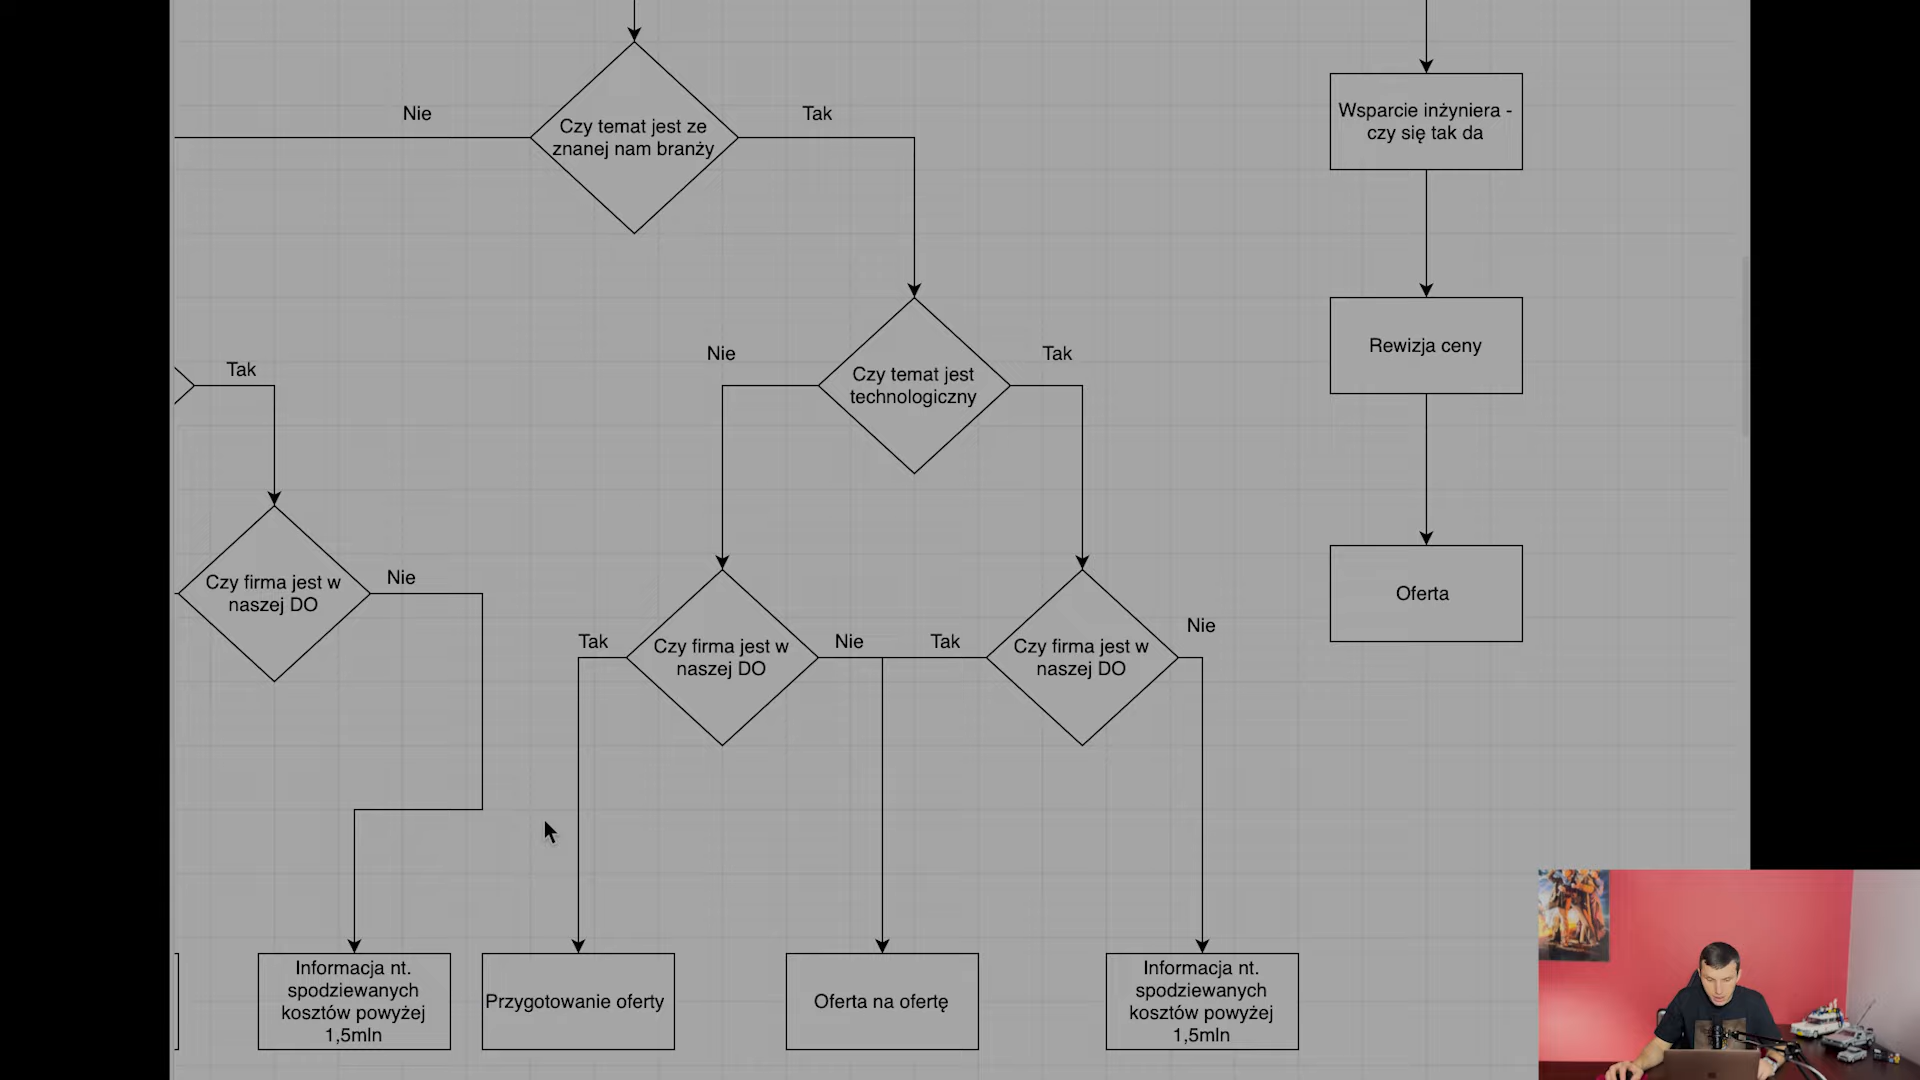 Nie
Tak
Czy temat jest ze
znanej nam branży
Wsparcie inżyniera -
czy się tak da
Tak
Nie
Tak
Czy temat jest
technologiczny
Rewizja ceny
Czy firma jest w
naszej DO
Nie
Tak
Czy firma jest w
naszej DO
Nie
Tak
Czy firma jest w
naszej DO
Nie
Oferta
Informacja nt.
spodziewanych
kosztów powyżej
1,5mln
Przygotowanie oferty
Oferta na ofertę
Informacja nt.
spodziewanych
kosztów powyżej
1,5mln